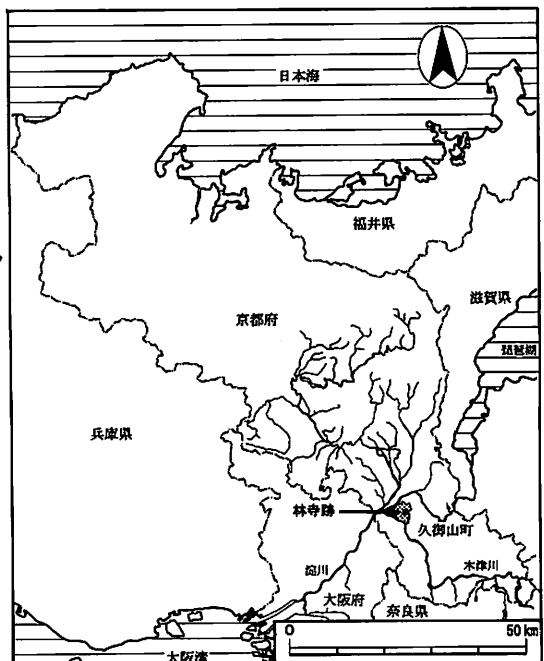 日本海
福井県
滋賀県
京都府
琵琶湖
兵庫県
林寺跡
久御山町
淀川
木津川
大阪府
奈良県
大阪湾
0 50 km